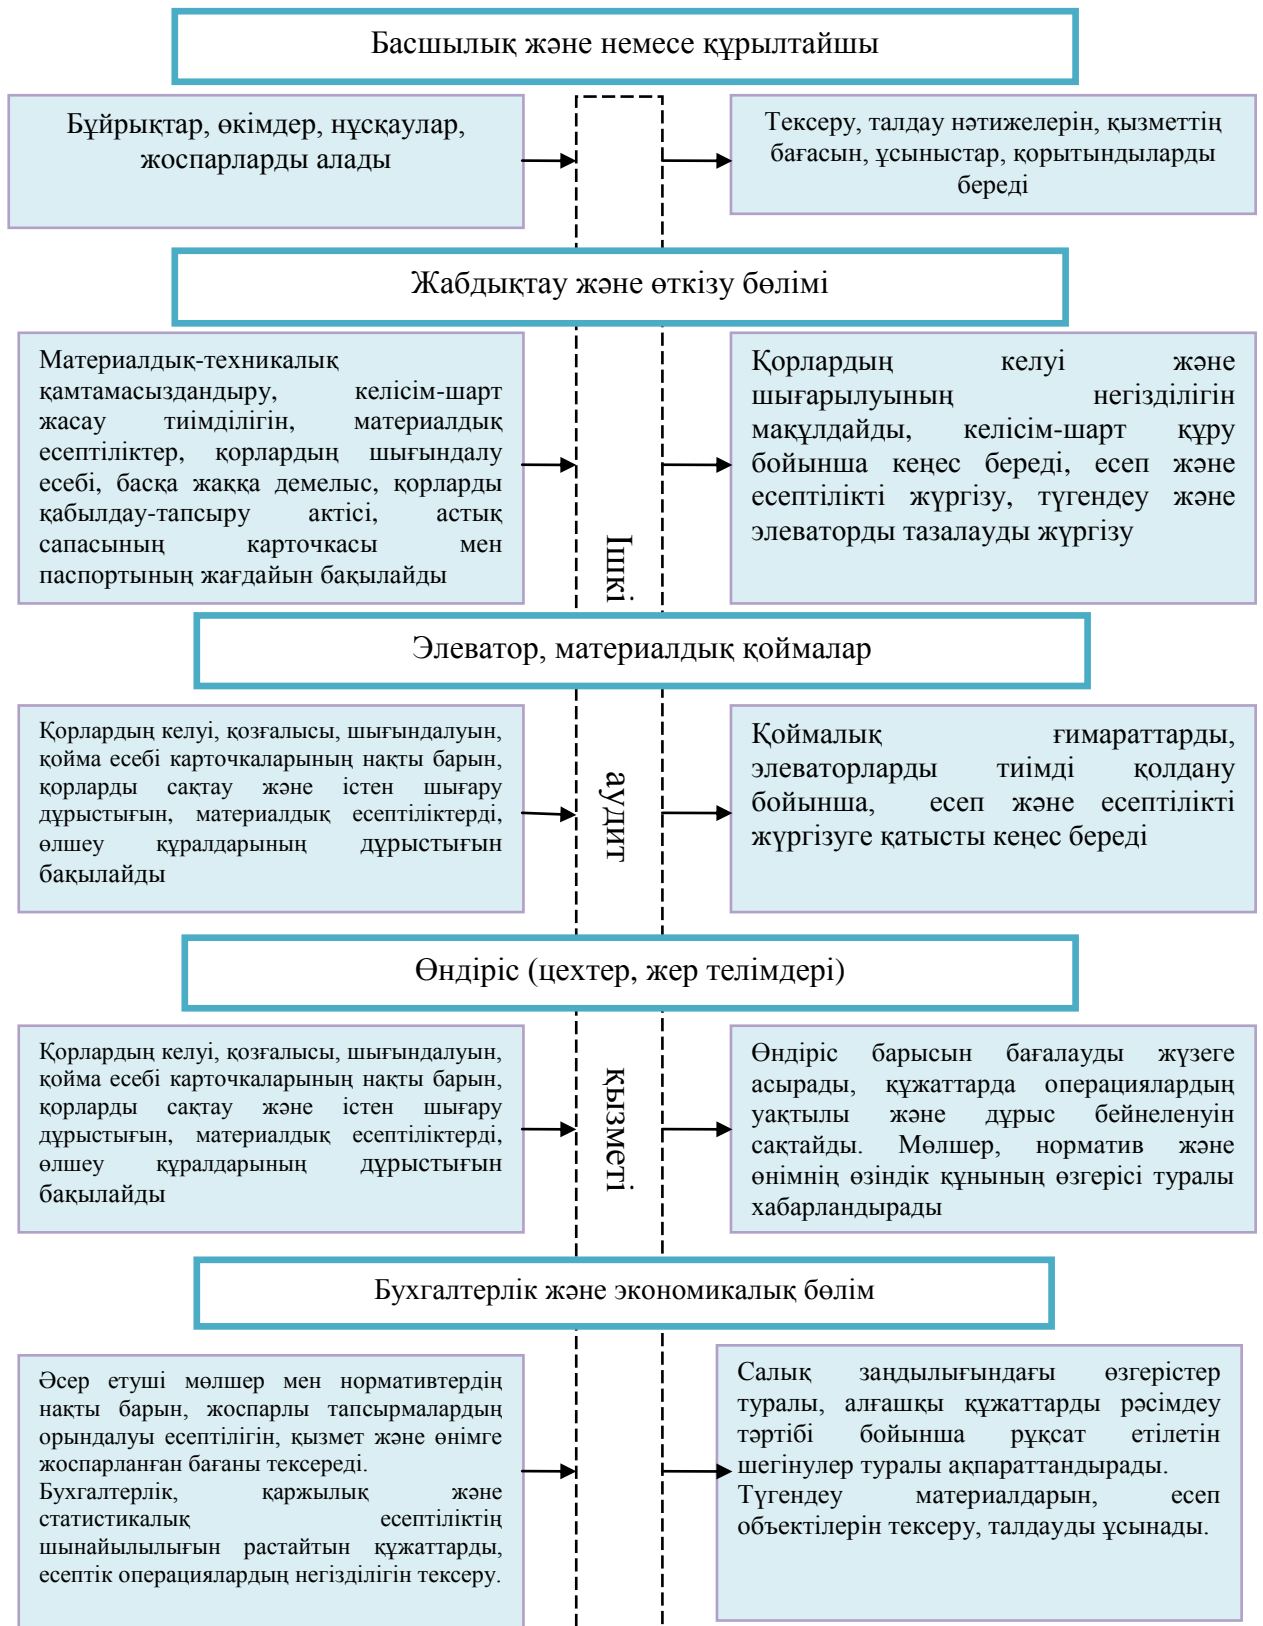 Басшылық және немесе құрылтайшы
Бұйрықтар, өкімдер, нұсқаулар,
жоспарларды алады
Тексеру, талдау нәтижелерін, қызметтің
бағасын, ұсыныстар, қорытындыларды
береді
Жабдықтау және өткізу бөлімі
Материалдық-техникалық
қамтамасыздандыру, келісім-шарт
жасау тиімділігін, материалдық
есептіліктер, қорлардың шығындалу
есебі, басқа жаққа демелыс, қорларды
қабылдау-тапсыру актісі, астық
сапасының карточкасы мен
паспортының жағдайын бақылайды
Қорлардың келуі және
шығарылуының негізділігін
мақұлдайды, келісім-шарт құру
бойынша кеңес береді, есеп және
есептілікті жүргізу, түгендеу және
элеваторды тазалауды жүргізу
Ішкі аудит қызметі
Элеватор, материалдық қоймалар
Қорлардың келуі, қозғалысы, шығындалуын,
қойма есебі карточкаларының нақты барын,
қорларды сақтау және істен шығару
дұрыстығын, материалдық есептіліктерді,
өлшеу құралдарының дұрыстығын
бақылайды
Қоймалық ғимараттарды,
элеваторларды тиімді қолдану
бойынша, есеп және есептілікті
жүргізуге қатысты кеңес береді
Өндіріс (цехтер, жер телімдері)
Қорлардың келуі, қозғалысы, шығындалуын,
қойма есебі карточкаларының нақты барын,
қорларды сақтау және істен шығару
дұрыстығын, материалдық есептіліктерді,
өлшеу құралдарының дұрыстығын
бақылайды
Өндіріс барысын бағалауды жүзеге
асырады, құжаттарда операциялардың
уақтылы және дұрыс бейнеленуін
сақтайды. Мөлшер, норматив және
өнімнің өзіндік құнының өзгерісі туралы
хабарландырады
Бухгалтерлік және экономикалық бөлім
Әсер етуші мөлшер мен нормативтердің
нақты барын, жоспарлы тапсырмалардың
орындалуы есептілігін, қызмет және өнімге
жоспарланған бағаны тексереді.
Бухгалтерлік, қаржылық және
статистикалық есептіліктің
шынайылылығын растайтын құжаттарды,
есептік операциялардың негізділігін тексеру.
Салық заңдылығындағы өзгерістер
туралы, алғашқы құжаттарды рәсімдеу
тәртібі бойынша рұқсат етілетін
шегінулер туралы ақпараттандырады.
Түгендеу материалдарын, есеп
объектілерін тексеру, талдауды ұсынады.